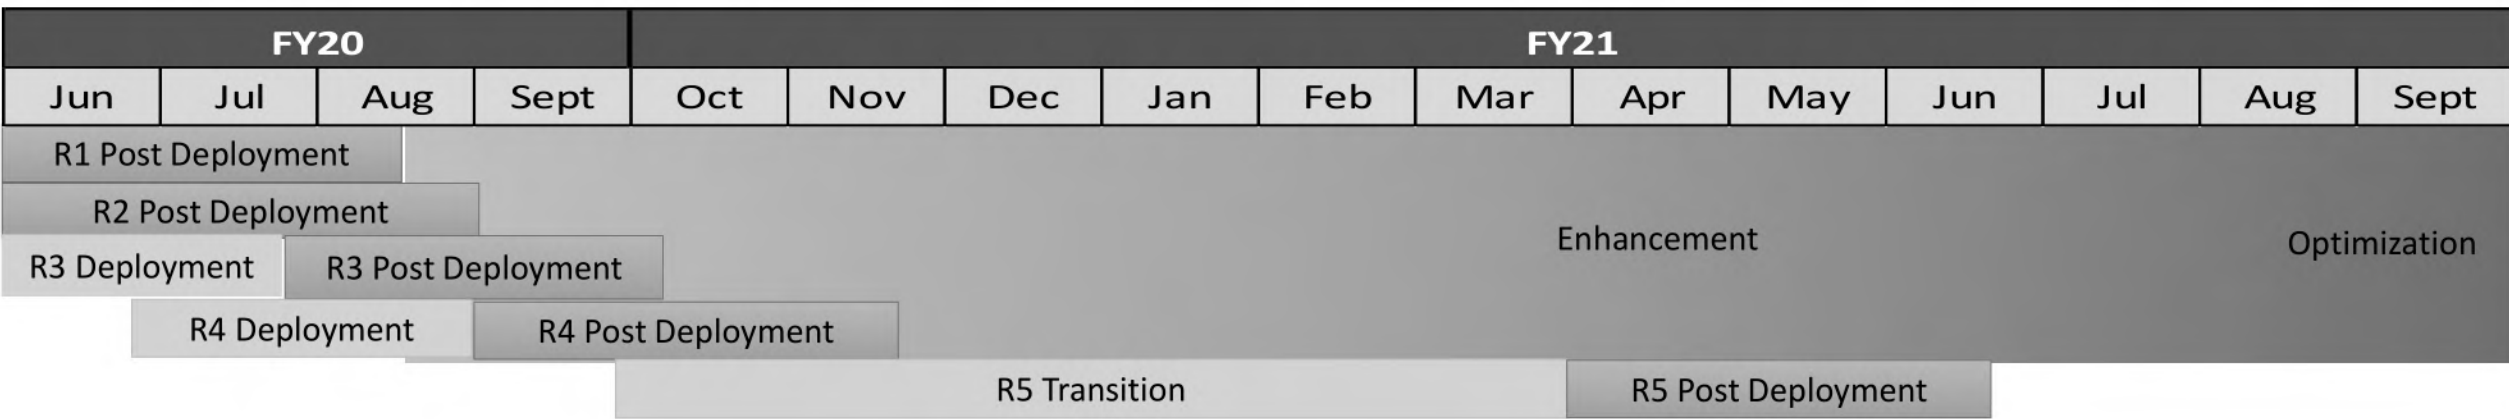 FY20 FY21
Jun Jul Aug Sept Oct Nov Dec Jan Feb Mar Apr May Jun Jul Aug Sept
R1 Post Deployment
R2 Post Deployment
Enhancement Optimization
R3 Deployment R3 Post Deployment
R4 Deployment R4 Post Deployment
R5 Transition R5 Post Deployment